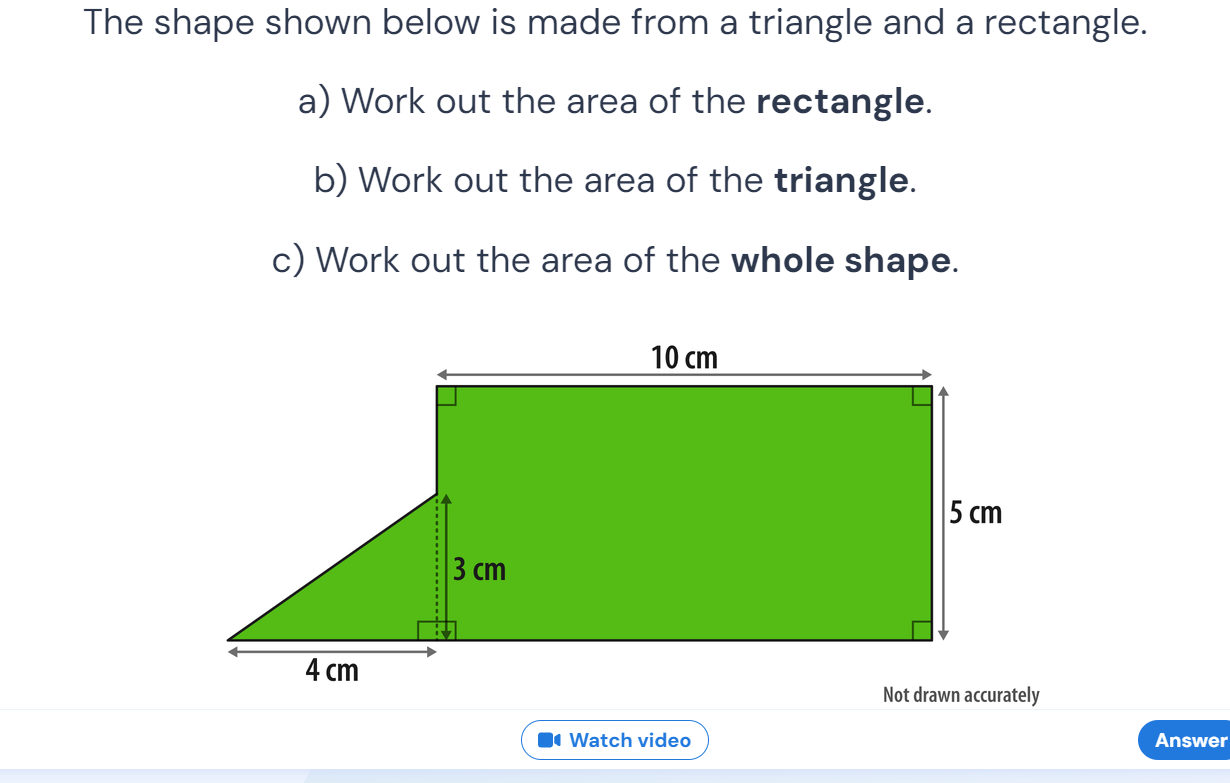 The shape shown below is made from a triangle and a rectangle.
a) Work out the area of the rectangle.
b) Work out the area of the triangle.
c) Work out the area of the whole shape.
10 cm
5 cm
3 cm
4 cm
Not drawn accurately
Watch video
Answer